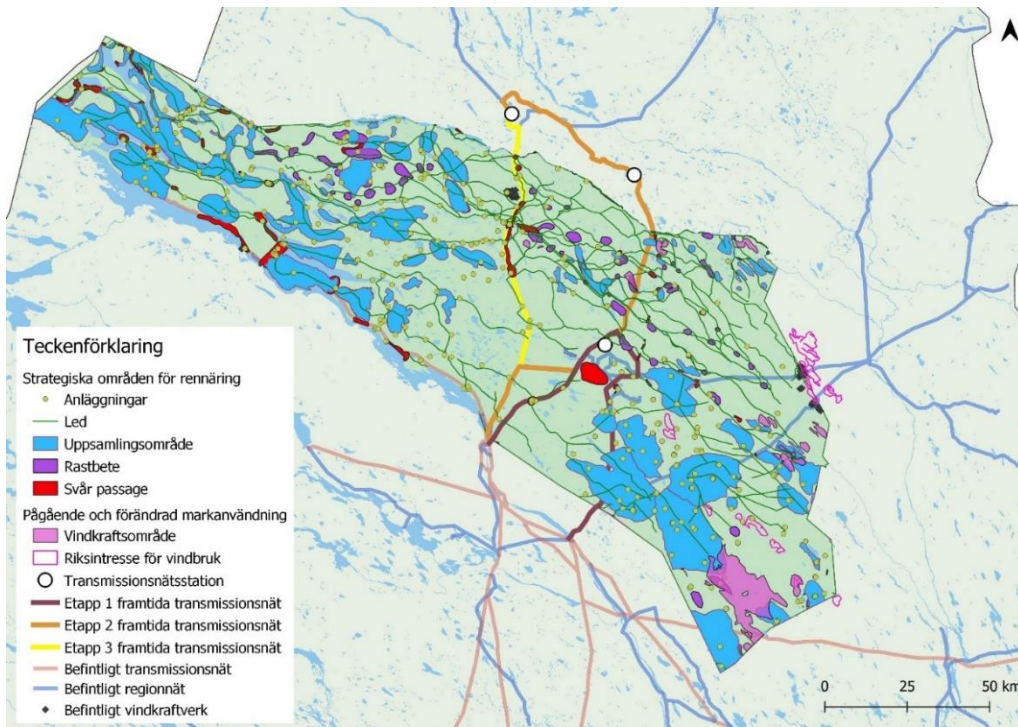 Teckenförklaring
Strategiska områden för rennäring
Anläggningar
Led
Uppsamlingsområde
Rastbete
Svår passage
Pågående och förändrad markanvändning
Vindkraftsområde
Riksintresse för vindbruk
Transmissionsnätsstation
Etapp 1 framtida transmissionsnät
Etapp 2 framtida transmissionsnät
Etapp 3 framtida transmissionsnät
Befintligt transmissionsnät
Befintligt regionnät
Befintligt vindkraftverk
0 25 50 km